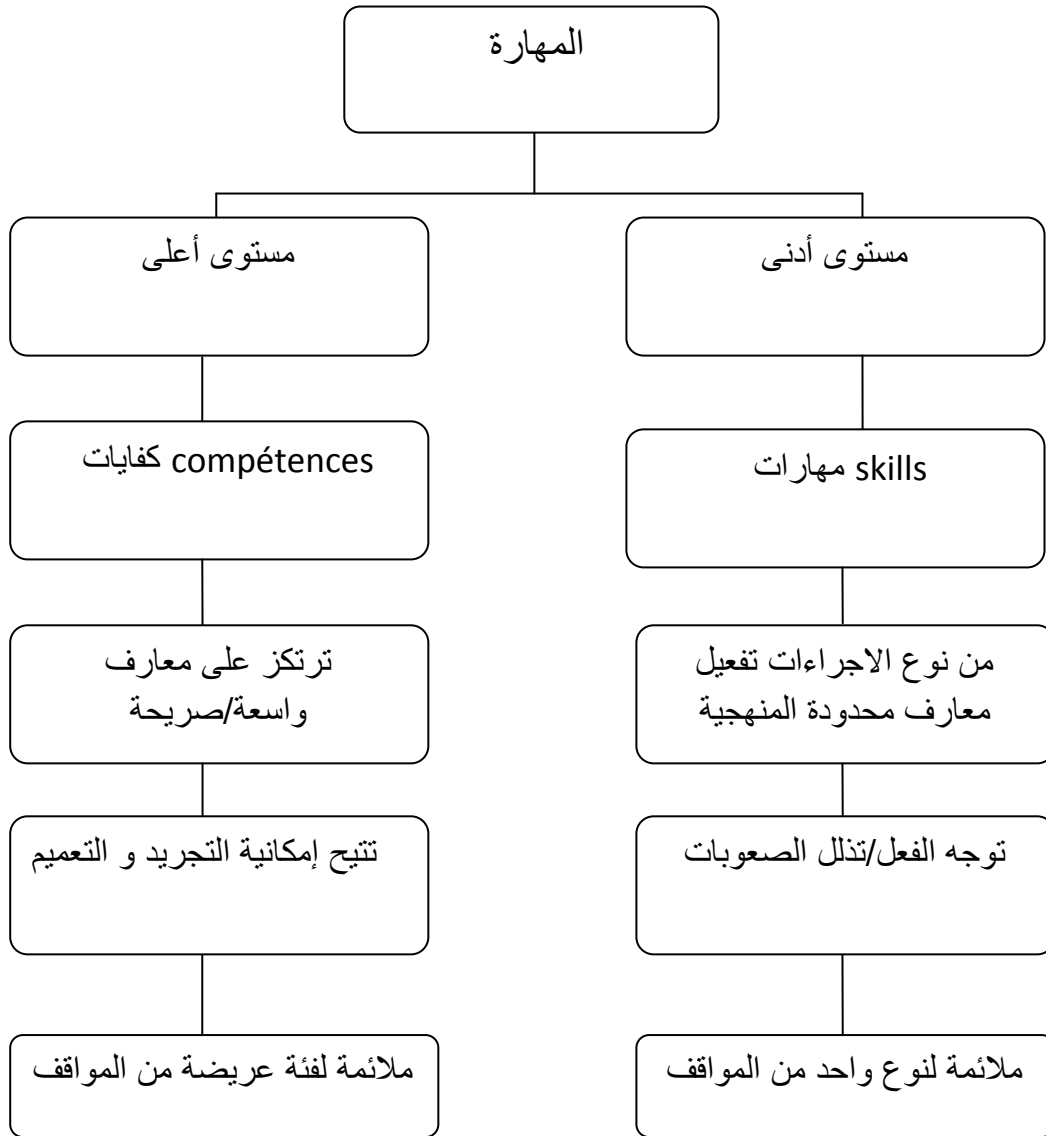 المهارة
مستوى أدنى
مستوى أعلى
مهارات skills
كفايات compétences
من نوع الاجراءات تفعيل
معارف محدودة المنهجية
ترتكز على معارف
واسعة/صريحة
توجه الفعل/تذلل الصعوبات
تتيح إمكانية التجريد و التعميم
ملائمة لنوع واحد من المواقف
ملائمة لفئة عريضة من المواقف